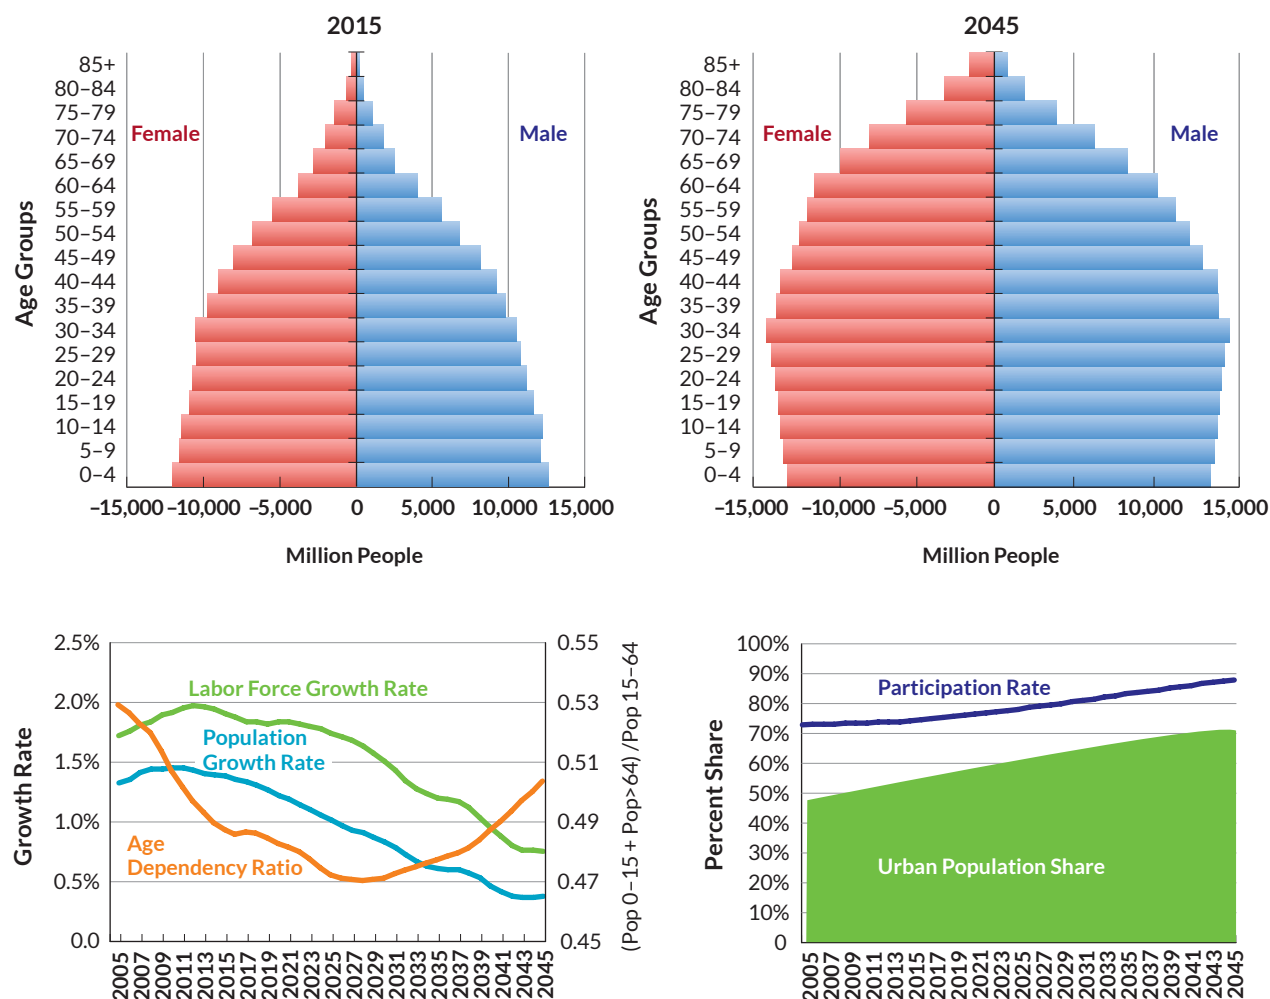 2015
85+
80–84
75–79
70–74
65–69
60–64
55–59
50–54
45–49
40–44
35–39
30–34
25–29
20–24
15–19
10–14
5–9
0–4
Age Groups
Female
Male
–15,000 –10,000 –5,000 0 5,000 10,000 15,000
Million People
2045
85+
80–84
75–79
70–74
65–69
60–64
55–59
50–54
45–49
40–44
35–39
30–34
25–29
20–24
15–19
10–14
5–9
0–4
Age Groups
Female
Male
–15,000 –10,000 –5,000 0 5,000 10,000 15,000
Million People
2.5%
2.0%
1.5%
1.0%
0.5%
0.0
Growth Rate
Labor Force Growth Rate
Population
Growth Rate
Age
Dependency Ratio
0.55
0.53
0.51
0.49
0.47
0.45
(Pop 0–15 + Pop>64) /Pop 15–64
2005 2007 2009 2011 2013 2015 2017 2019 2021 2023 2025 2027 2029 2031 2033 2035 2037 2039 2041 2043 2045
100%
90%
80%
70%
60%
50%
40%
30%
20%
10%
0
Percent Share
Participation Rate
Urban Population Share
2005 2007 2009 2011 2013 2015 2017 2019 2021 2023 2025 2027 2029 2031 2033 2035 2037 2039 2041 2043 2045